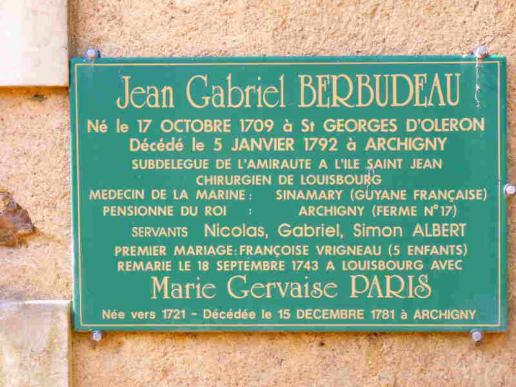 Jean Gabriel BERBUDEAU
Né le 17 OCTOBRE 1709 à St GEORGES D'OLERON
Décédé le 5 JANVIER 1792 à ARCHIGNY
SUBDELEGUE DE L'AMIRAUTE A L'ILE SAINT JEAN
CHIRURGIEN DE LOUISBOURG
MEDECIN DE LA MARINE : SINAMARY (GUYANE FRANÇAISE)
PENSIONNE DU ROI : ARCHIGNY (FERME N°17)
SERVANTS Nicolas, Gabriel, Simon ALBERT
PREMIER MARIAGE: FRANÇOISE VRIGNEAU (5 ENFANTS)
REMARIE LE 18 SEPTEMBRE 1743 A LOUISBOURG AVEC
Marie Gervaise PARIS
Née vers 1721 - Décédée le 15 DECEMBRE 1781 à ARCHIGNY